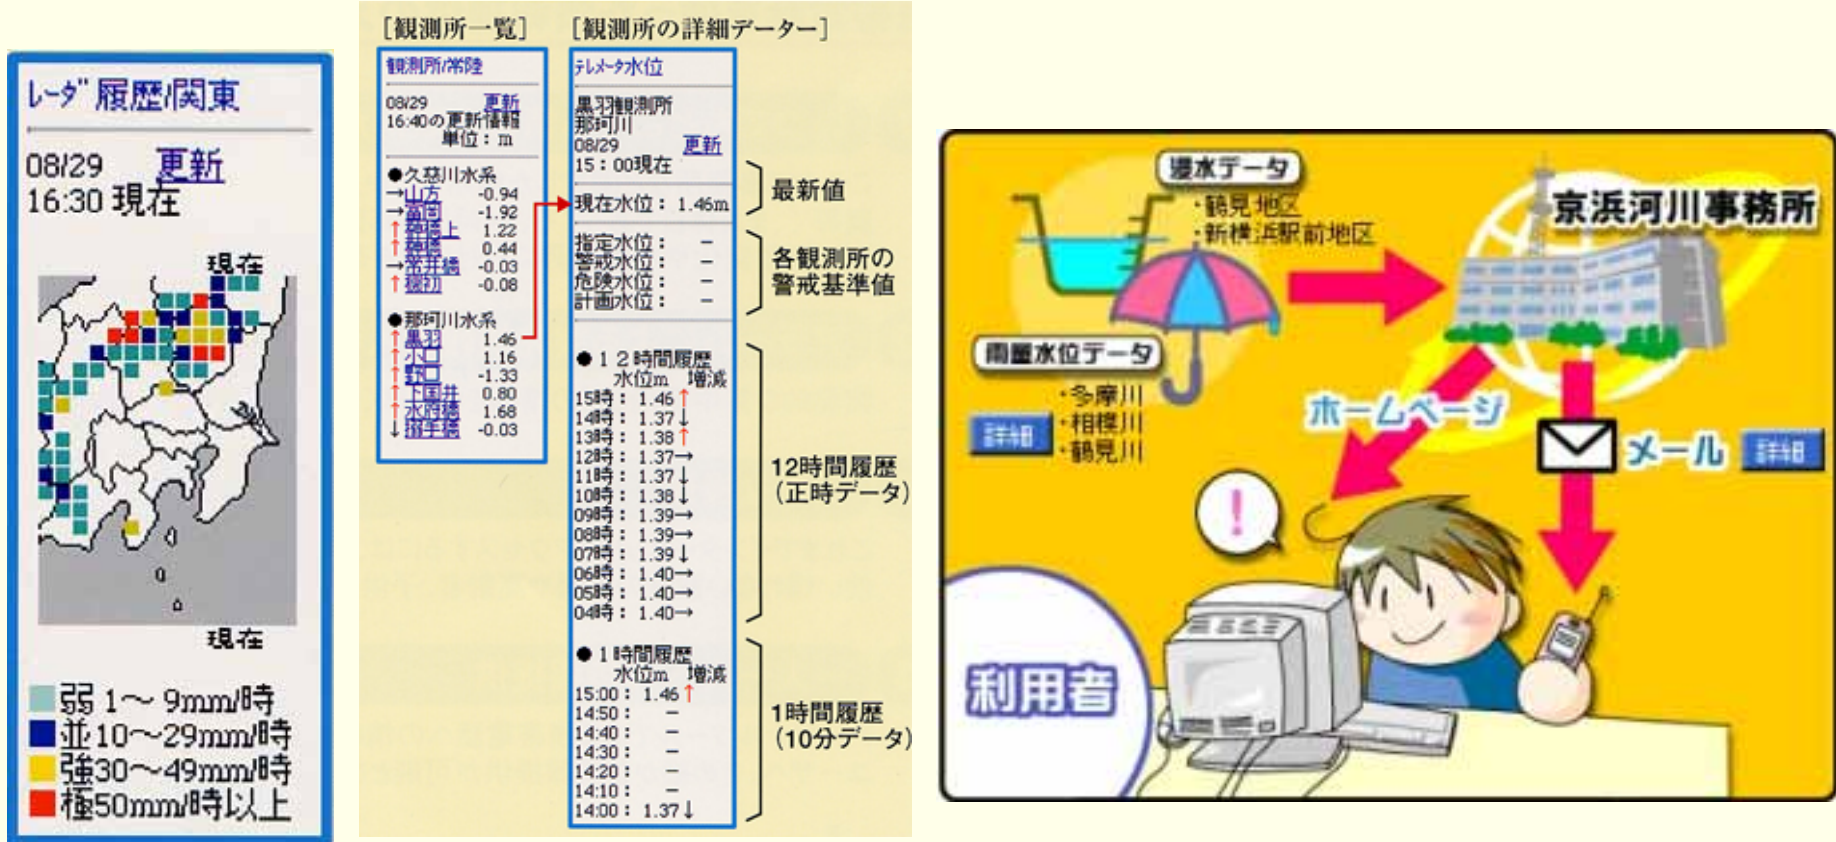 レーダ履歴/関東
08/29 更新
16:30 現在
現在
現在
弱 1～ 9mm/時
並10～29mm/時
強30～49mm/時
極50mm/時以上
［観測所一覧］
観測所/常陸
08/29 更新
16:40の更新情報
単位：m
●久慈川水系
→山方 -0.94
→富岡 -1.92
↑神橋上 1.22
↑神橋 0.44
→常井橋 -0.03
↑機初 -0.08
●那珂川水系
↑黒羽 1.46
↑小口 1.16
↑野口 -1.33
↑下国井 0.80
↑水府橋 1.68
↓搦手橋 -0.03
［観測所の詳細データー］
テレメータ水位
黒羽観測所
那珂川
08/29 更新
15：00現在
現在水位： 1.46m
指定水位： −
警戒水位： −
危険水位： −
計画水位： −
●１２時間履歴
水位m 増減
15時： 1.46↑
14時： 1.37↓
13時： 1.38↑
12時： 1.37→
11時： 1.37↓
10時： 1.38↓
09時： 1.39→
08時： 1.39→
07時： 1.39↓
06時： 1.40→
05時： 1.40→
04時： 1.40→
●１時間履歴
水位m 増減
15:00： 1.46↑
14:50： −
14:40： −
14:30： −
14:20： −
14:10： −
14:00： 1.37↓
最新値
各観測所の
警戒基準値
12時間履歴
（正時データ）
1時間履歴
（10分データ）
浸水データ
・鶴見地区
・新横浜駅前地区
京浜河川事務所
雨量水位データ
・多摩川
・相模川
・鶴見川
詳細
ホームページ
メール
詳細
！
利用者